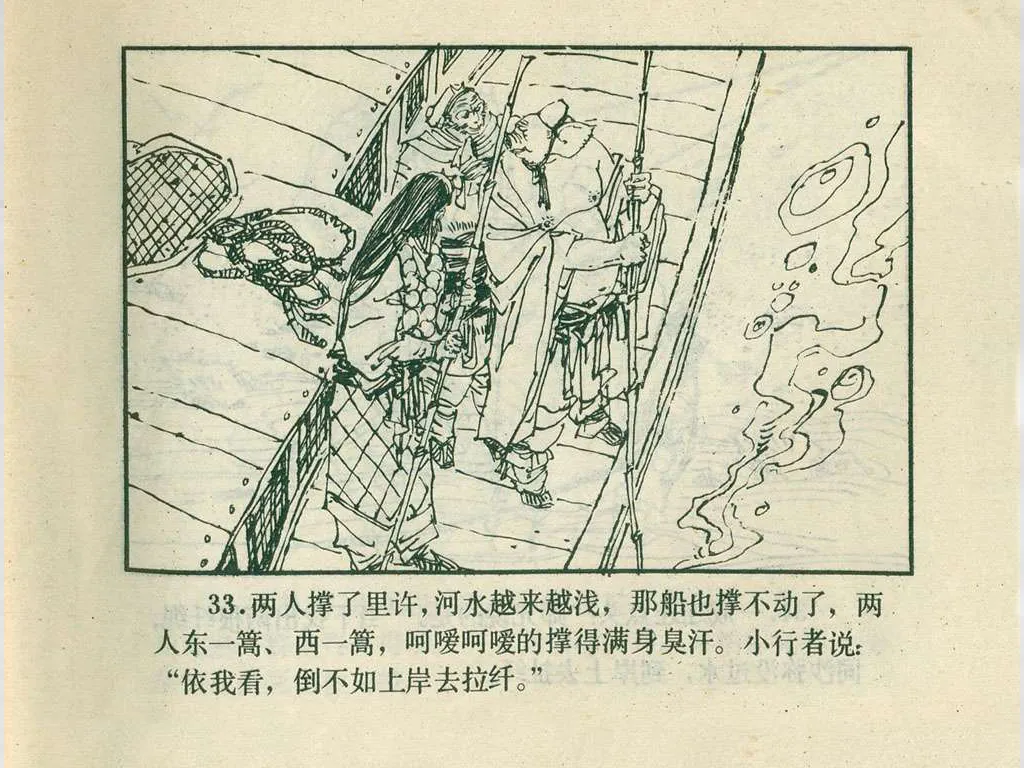 33.两人撑了里许，河水越来越浅，那船也撑不动了，两
人东一篙、西一篙，呵嗳呵嗳的撑得满身臭汗。小行者说：
“依我看，倒不如上岸去拉纤。”